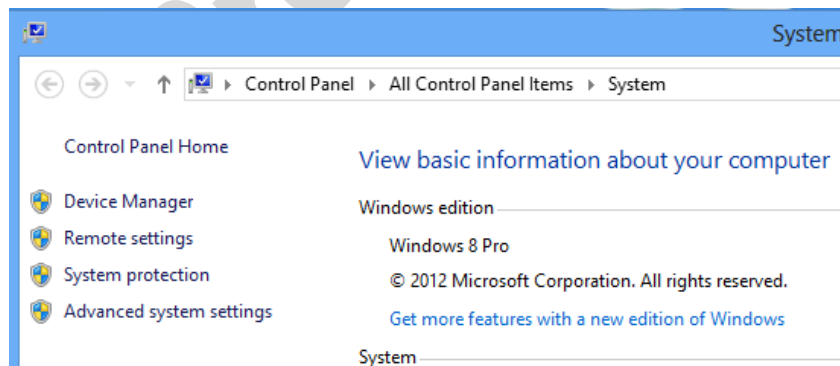 System
Control Panel All Control Panel Items System
Control Panel Home
Device Manager
Remote settings
System protection
Advanced system settings
View basic information about your computer
Windows edition
Windows 8 Pro
© 2012 Microsoft Corporation. All rights reserved.
Get more features with a new edition of Windows
System